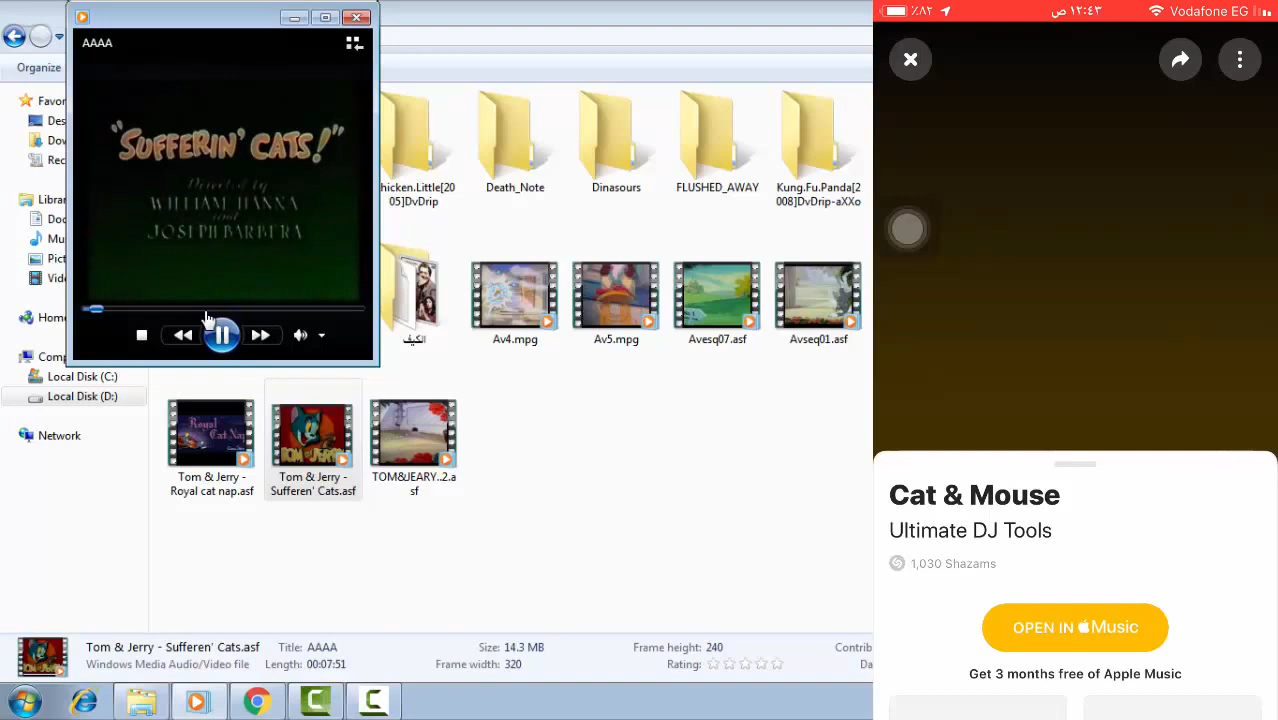 AAAA
"SUFFERIN' CATS!"
Directed by
WILLIAM HANNA
and
JOSEPH BARBERA
Organize
Favor
Des
Dov
Rec
Librar
Doc
Mu
Pict
Vide
Home
Comp
Local Disk (C:)
Local Disk (D:)
Network
hicken.Little[20
05]DvDrip
Death_Note
Dinasours
FLUSHED_AWAY
Kung.Fu.Panda[2
008]DvDrip-aXXo
الكيف
Av4.mpg
Av5.mpg
Avesq07.asf
Avseq01.asf
Royal
Cat Nap
Tom & Jerry -
Royal cat nap.asf
TOM AND JERRY
Tom & Jerry -
Sufferen' Cats.asf
TOM&JEARY..2.a
sf
Tom & Jerry - Sufferen' Cats.asf
Windows Media Audio/Video file
Title: AAAA
Length: 00:07:51
Size: 14.3 MB
Frame width: 320
Frame height: 240
Rating:
Contrib
Da
٪٨٢
١٢:٤٣ ص
Vodafone EG
Cat & Mouse
Ultimate DJ Tools
1,030 Shazams
OPEN IN Music
Get 3 months free of Apple Music